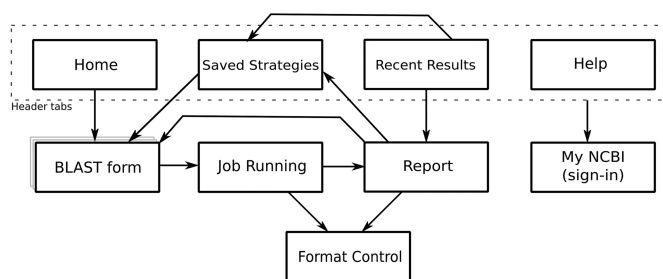 Home
Saved Strategies
Recent Results
Help
Header tabs
BLAST form
Job Running
Report
My NCBI
(sign-in)
Format Control